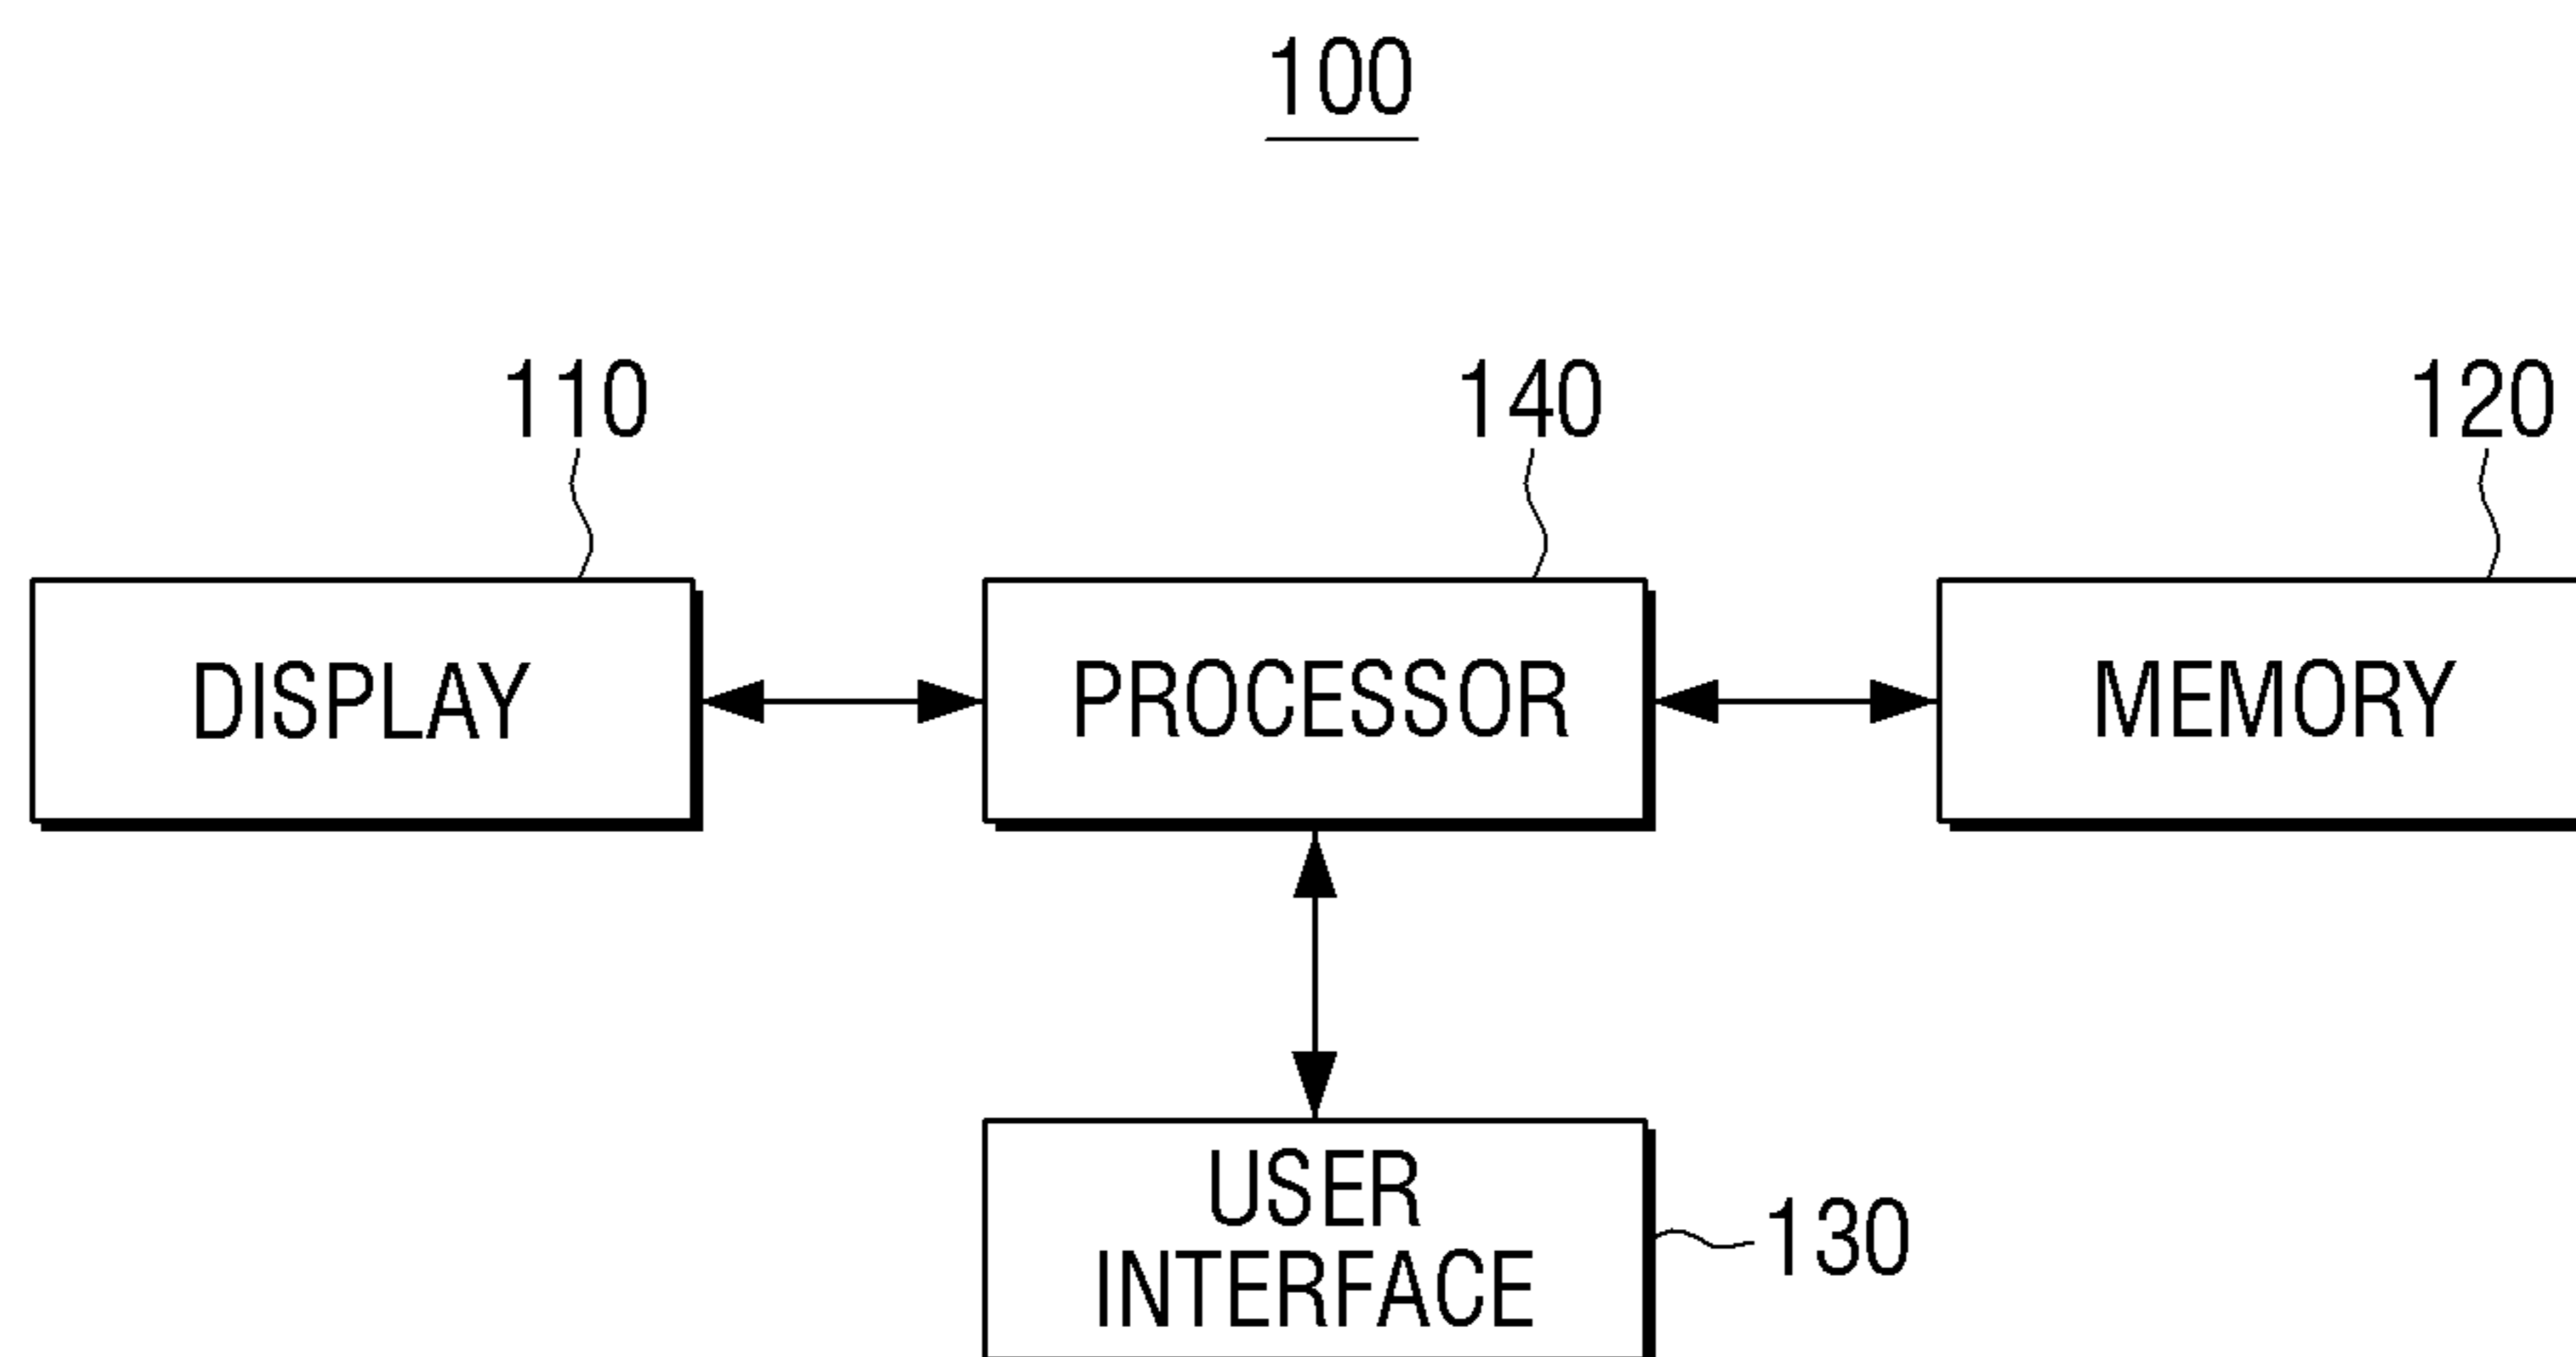 100
110
140
120
DISPLAY
PROCESSOR
MEMORY
USER
INTERFACE
130